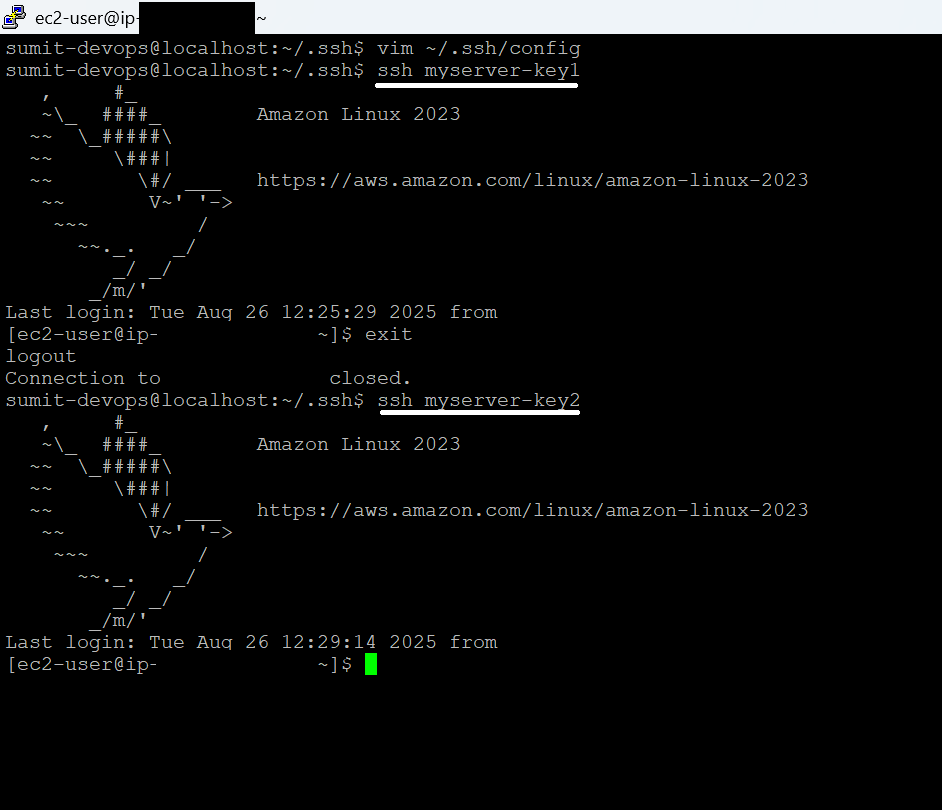 ec2-user@ip- ~
sumit-devops@localhost:~/.ssh$ vim ~/.ssh/config
sumit-devops@localhost:~/.ssh$ ssh myserver-key1
   ,     #_
   ~\_  ####_        Amazon Linux 2023
  ~~  \_#####\
  ~~     \###|
  ~~       \#/ ___   https://aws.amazon.com/linux/amazon-linux-2023
   ~~       V~' '->
    ~~~         /
      ~~._.   _/
         _/ _/
       _/m/'
Last login: Tue Aug 26 12:25:29 2025 from
[ec2-user@ip-             ~]$ exit
logout
Connection to              closed.
sumit-devops@localhost:~/.ssh$ ssh myserver-key2
   ,     #_
   ~\_  ####_        Amazon Linux 2023
  ~~  \_#####\
  ~~     \###|
  ~~       \#/ ___   https://aws.amazon.com/linux/amazon-linux-2023
   ~~       V~' '->
    ~~~         /
      ~~._.   _/
         _/ _/
       _/m/'
Last login: Tue Aug 26 12:29:14 2025 from
[ec2-user@ip-             ~]$